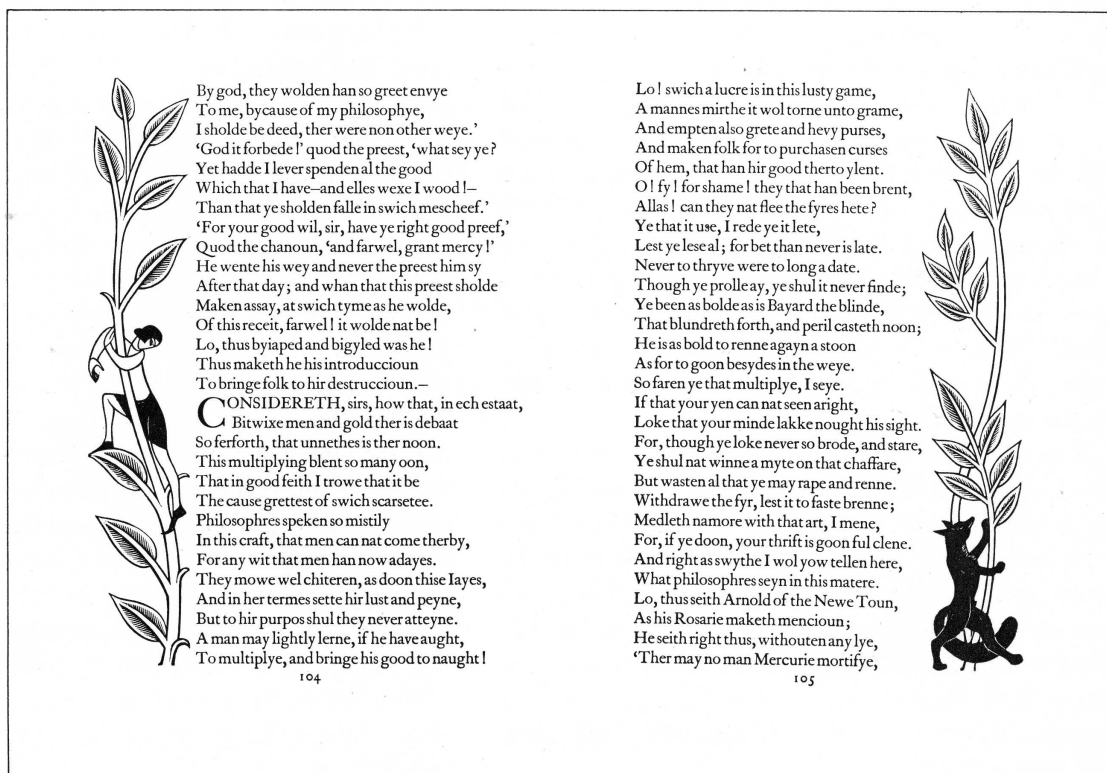 By god, they wolden han so greet envye
To me, bycause of my philosophye,
I sholde be deed, ther were non other weye.’
‘God it forbede!’ quod the preest, ‘what sey ye?
Yet hadde I lever spenden al the good
Which that I have—and elles wexe I wood!—
Than that ye sholden falle in swich mescheef.’
‘For your good wil, sir, have ye right good preef,’
Quod the chanoun, ‘and farwel, grant mercy!’
He wente his wey and never the preest him sy
After that day; and whan that this preest sholde
Maken assay, at swich tyme as he wolde,
Of this receit, farwel! it wolde nat be!
Lo, thus byiaped and bigyled was he!
Thus maketh he his introduccioun
To bringe folk to hir destruccioun.—
CONSIDERETH, sirs, how that, in ech estaat,
Bitwixe men and gold ther is debaat
So ferforth, that unnethes is ther noon.
This multiplying blent so many oon,
That in good feith I trowe that it be
The cause grettest of swich scarsetee.
Philosophres speken so mistily
In this craft, that men can nat come therby,
For any wit that men han now adayes.
They mowe wel chiteren, as doon thise Iayes,
And in her termes sette hir lust and peyne,
But to hir purpos shul they never atteyne.
A man may lightly lerne, if he have aught,
To multiplye, and bringe his good to naught!
104
Lo! swich a lucre is in this lusty game,
A mannes mirthe it wol torne unto grame,
And empten also grete and hevy purses,
And maken folk for to purchasen curses
Of hem, that han hir good therto ylent.
O! fy! for shame! they that han been brent,
Allas! can they nat flee the fyres hete?
Ye that it use, I rede ye it lete,
Lest ye lese al; for bet than never is late.
Never to thryve were to long a date.
Though ye prolle ay, ye shul it never finde;
Ye been as bolde as is Bayard the blinde,
That blundreth forth, and peril casteth noon;
He is as bold to renne agayn a stoon
As for to goon besydes in the weye.
So faren ye that multiplye, I seye.
If that your yen can nat seen aright,
Loke that your minde lakke nought his sight.
For, though ye loke never so brode, and stare,
Ye shul nat winne a myte on that chaffare,
But wasten al that ye may rape and renne.
Withdrawe the fyr, lest it to faste brenne;
Medleth namore with that art, I mene,
For, if ye doon, your thrift is goon ful clene.
And right as swythe I wol yow tellen here,
What philosophres seyn in this matere.
Lo, thus seith Arnold of the Newe Toun,
As his Rosarie maketh mencioun;
He seith right thus, withouten any lye,
‘Ther may no man Mercurie mortifye,
105